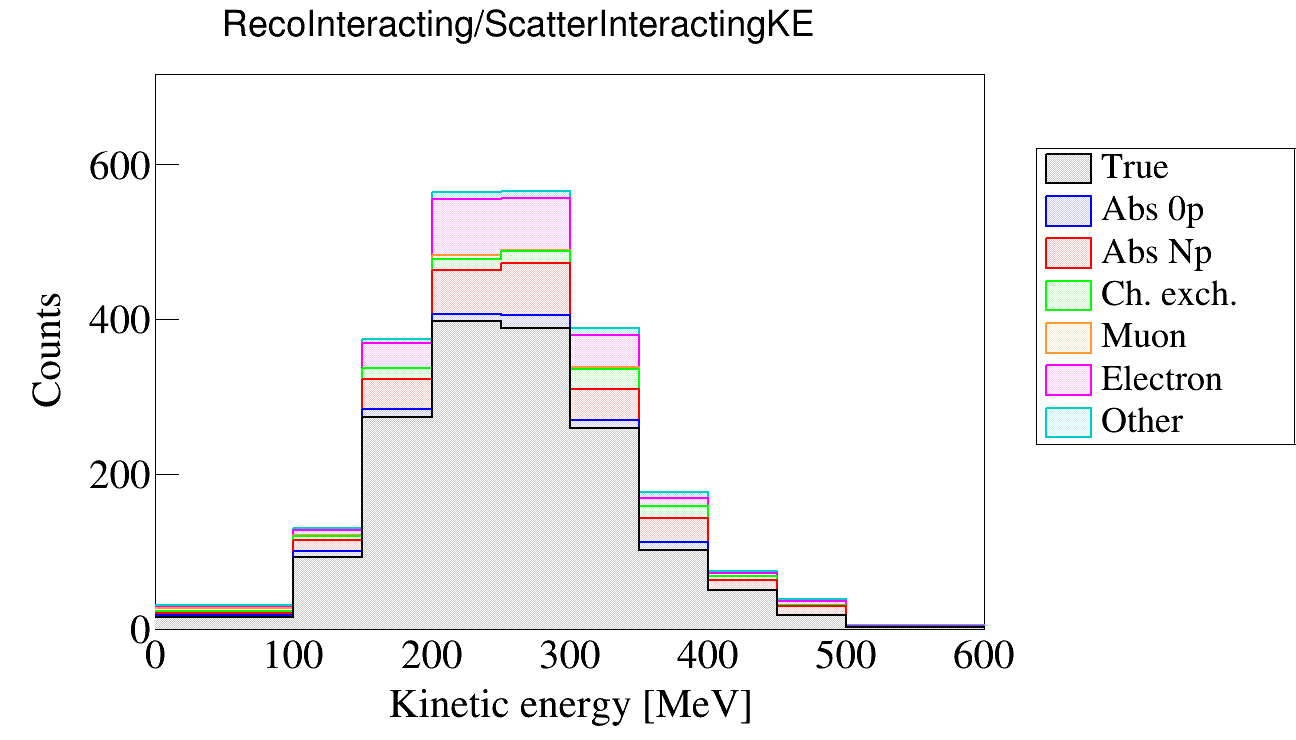 RecoInteracting/ScatterInteractingKE
600
400
200
0
Counts
0 100 200 300 400 500 600
Kinetic energy [MeV]
True
Abs 0p
Abs Np
Ch. exch.
Muon
Electron
Other